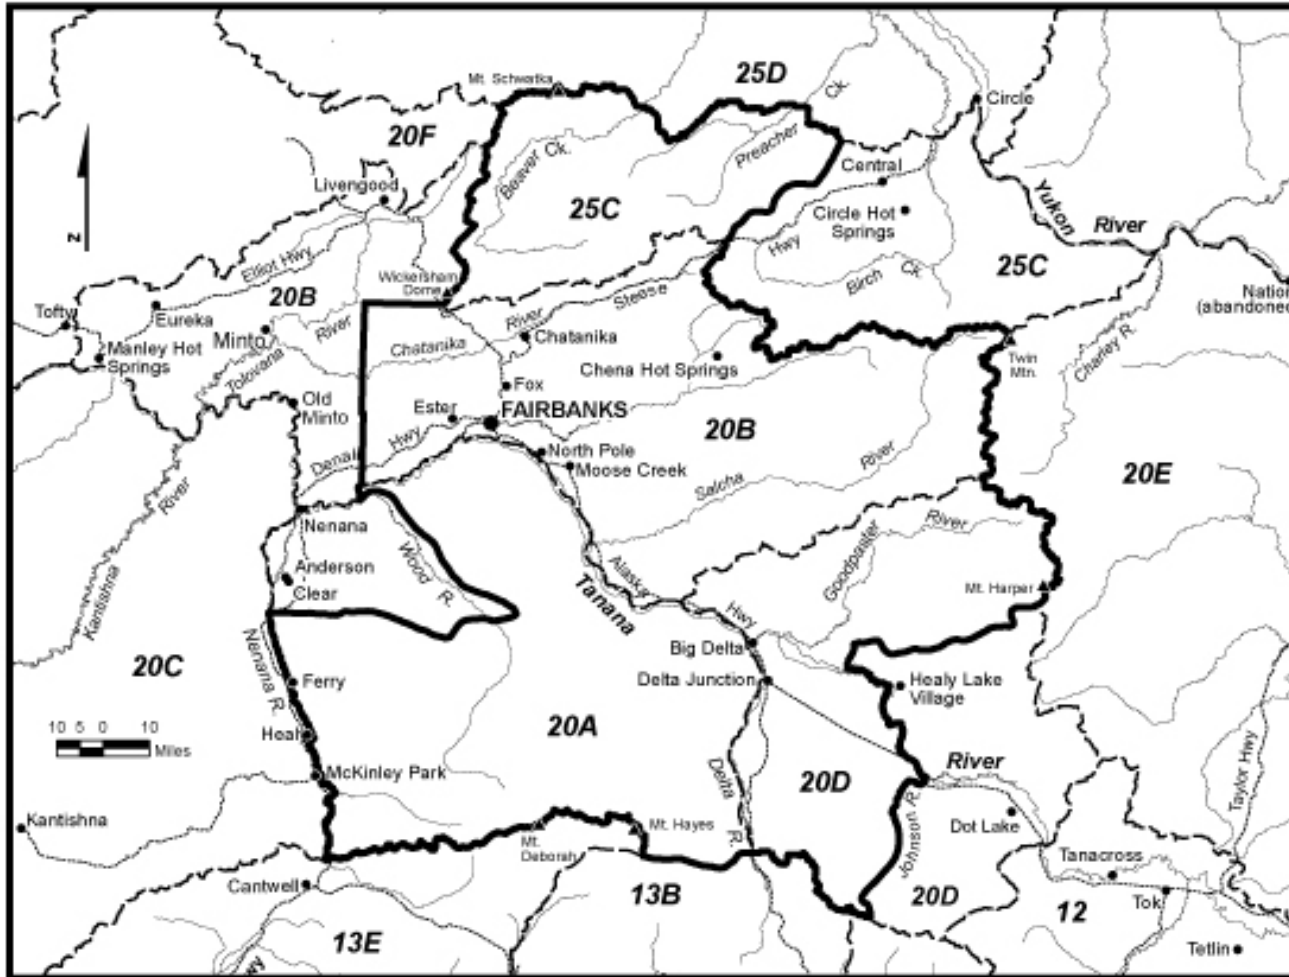 Mt. Schwatka
25D
Ck.
Circle
20F
Preacher
Beaver Ck.
Central
Livengood
25C
Circle Hot
Springs
Yukon
River
N
Elliot Hwy
Hwy
Birch Ck.
25C
Wickersham
Dome
Steese
Nation
(abandoned
20B
Tofty
Eureka
Minto
River
River
Chatanika
Chatanika
Manley Hot
Springs
Tolovana
Chena Hot Springs
Twin
Mtn.
Charley R.
Fox
Old
Minto
Ester
FAIRBANKS
20B
Denali
Hwy
North Pole
Moose Creek
River
Salcha
20E
River
Nenana
Goodpaster
River
Wood
R.
Anderson
Clear
Alaska
Mt. Harper
Kantishna
Tanana
Hwy
Nenana R.
Big Delta
20C
Ferry
Delta Junction
Healy Lake
Village
10 5 0 10
Miles
Healy
20A
Taylor Hwy
McKinley Park
Delta
R.
20D
River
Johnson R.
Kantishna
Mt. Hayes
Dot Lake
Mt.
Deborah
Tanacross
Cantwell
13B
20D
12
Tok
13E
Tetlin